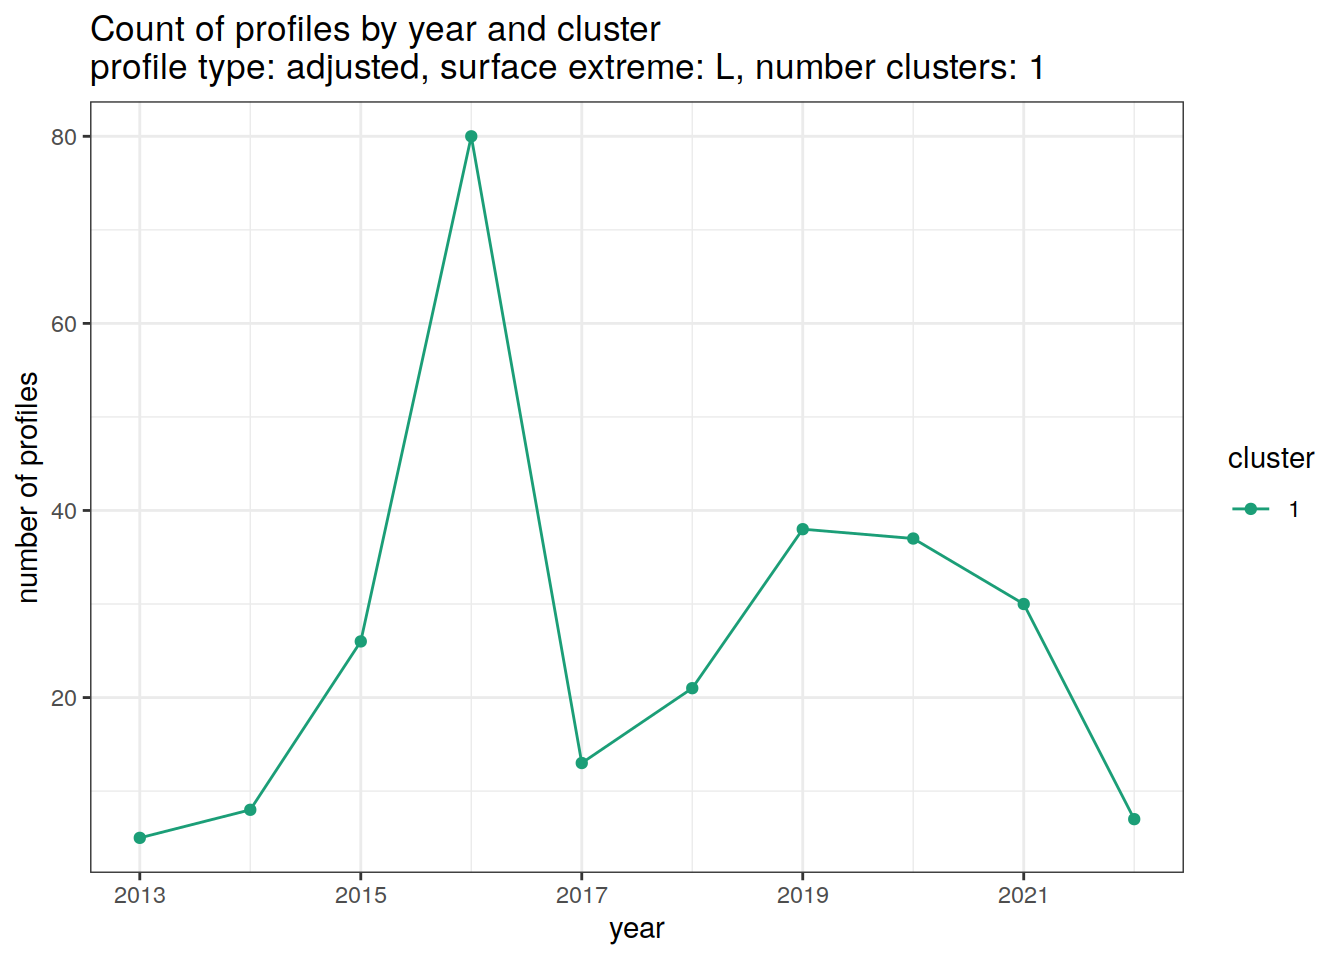 Count of profiles by year and cluster
profile type: adjusted, surface extreme: L, number clusters: 1
80
60
40
20
number of profiles
2013 2015 2017 2019 2021
year
cluster
1